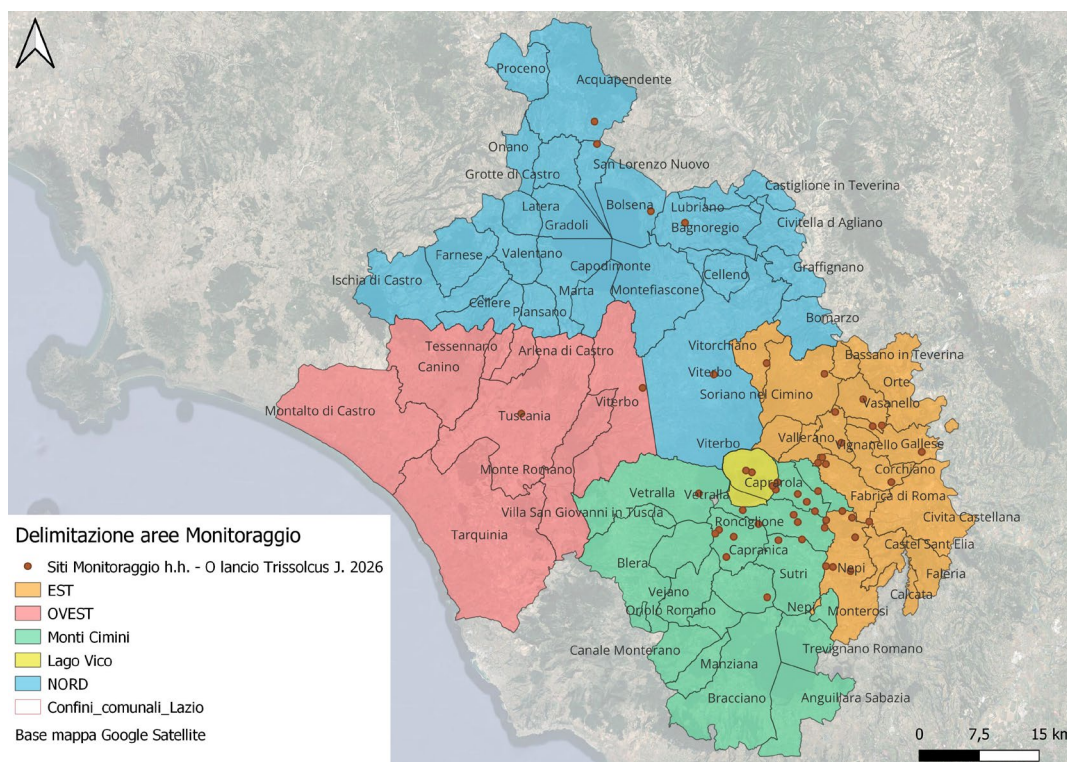 Proceno
Acquapendente
Onano
San Lorenzo Nuovo
Grotte di Castro
Castiglione in Teverina
Latera
Bolsena
Lubriano
Gradoli
Bagnoregio
Civitella d Agliano
Farnese
Valentano
Capodimonte
Celleno
Graffignano
Ischia di Castro
Marta
Montefiascone
Cellere
Piansano
Bomarzo
Tessennano
Arlena di Castro
Vitorchiano
Bassano in Teverina
Canino
Viterbo
Orte
Soriano nel Cimino
Viterbo
Vasanello
Montalto di Castro
Tuscania
Viterbo
Vallerano
Vignanello
Gallese
Monte Romano
Corchiano
Caprarola
Vetralla
Vetralla
Fabrica di Roma
Villa San Giovanni in Tuscia
Ronciglione
Civita Castellana
Tarquinia
Capranica
Castel Sant Elia
Blera
Sutri
Nepi
Faleria
Vejano
Calcata
Oriolo Romano
Nepi
Monterosi
Canale Monterano
Trevignano Romano
Manziana
Bracciano
Anguillara Sabazia
Delimitazione aree Monitoraggio
Siti Monitoraggio h.h. - O lancio Trissolcus J. 2026
EST
OVEST
Monti Cimini
Lago Vico
NORD
Confini_comunali_Lazio
Base mappa Google Satellite
0 7,5 15 km